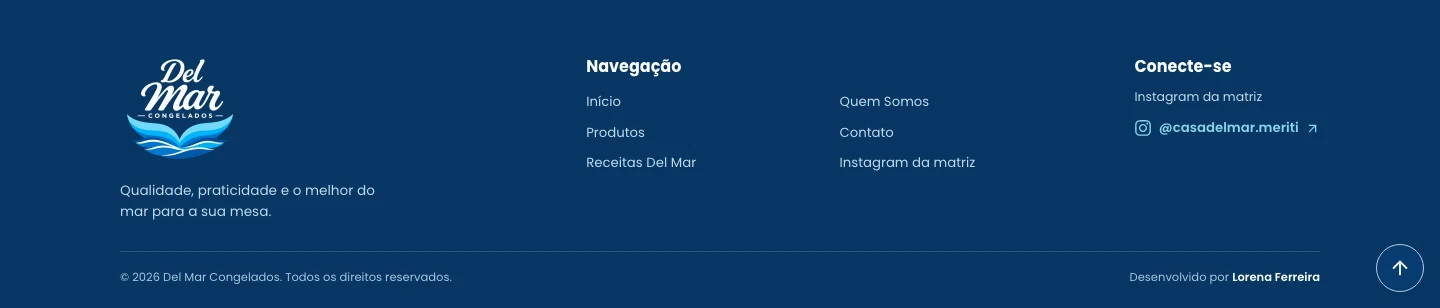 Del
Mar
CONGELADOS
Qualidade, praticidade e o melhor do
mar para a sua mesa.
Navegação
Início
Produtos
Receitas Del Mar
Quem Somos
Contato
Instagram da matriz
Conecte-se
Instagram da matriz
@casadelmar.meriti
© 2026 Del Mar Congelados. Todos os direitos reservados.
Desenvolvido por Lorena Ferreira